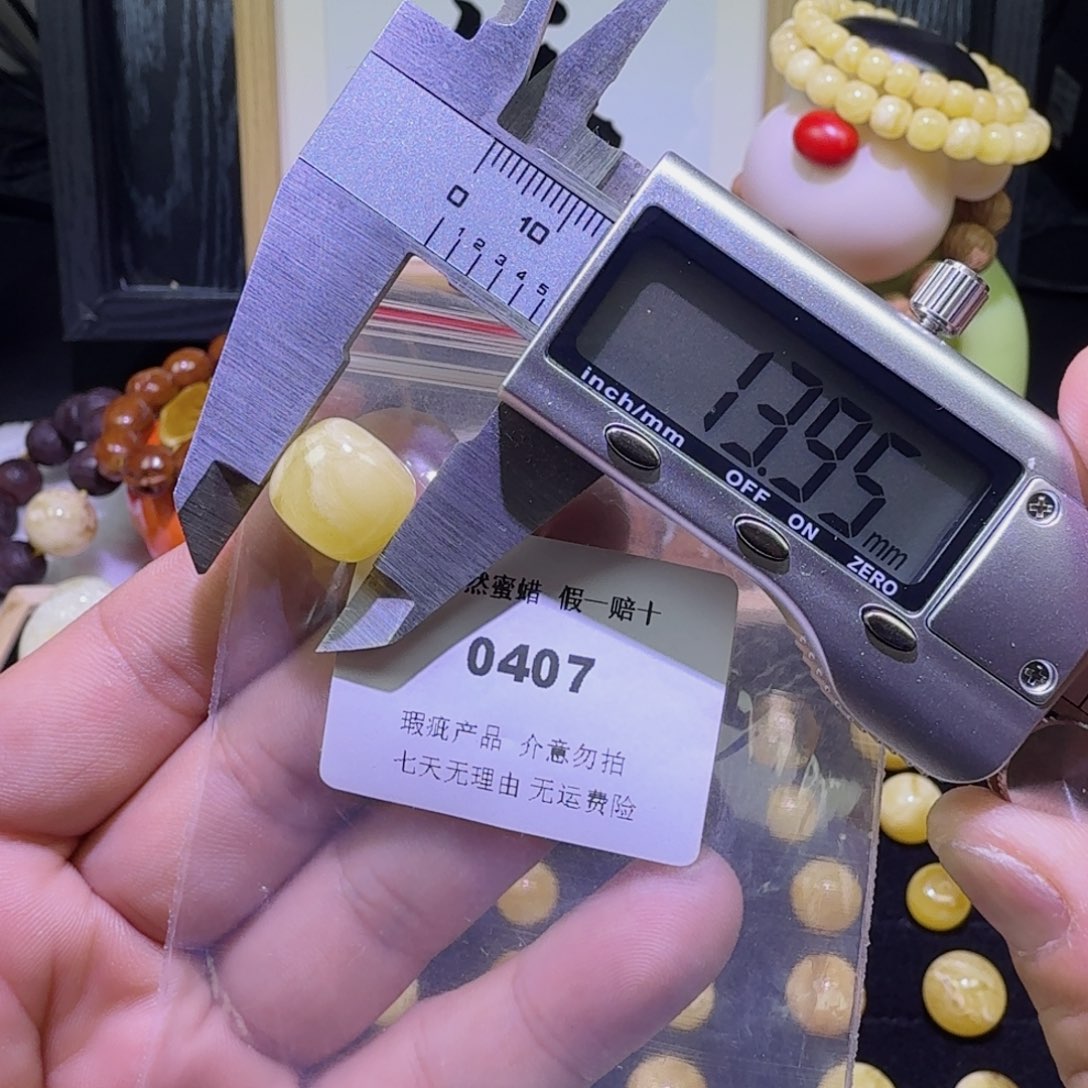 0 10
1 2 3 4 5
13.95 mm
inch/mm
OFF
ON
ZERO
然蜜蜡 假一赔十
0407
瑕疵产品 介意勿拍
七天无理由 无运费险